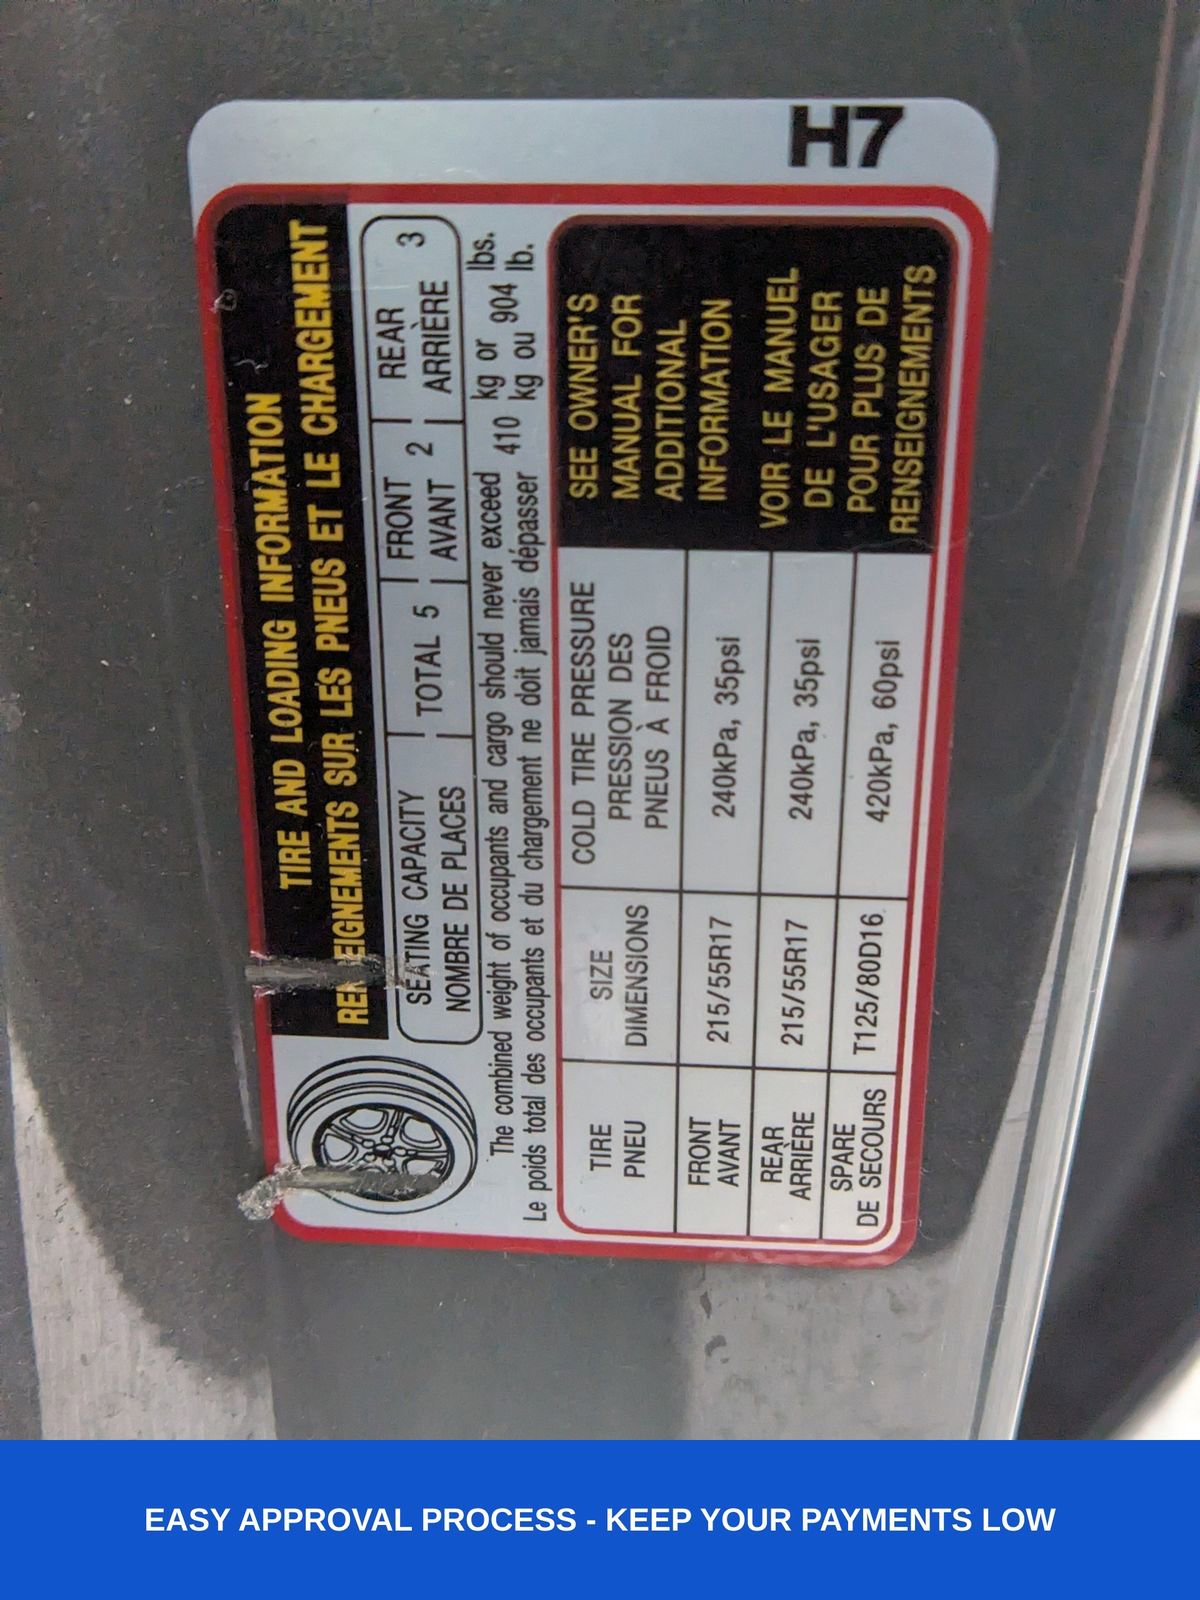 H7
TIRE AND LOADING INFORMATION
RENSEIGNEMENTS SUR LES PNEUS ET LE CHARGEMENT
SEATING CAPACITY
NOMBRE DE PLACES
TOTAL 5
FRONT
AVANT 2
REAR
ARRIÈRE 3
The combined weight of occupants and cargo should never exceed 410 kg or 904 lbs.
Le poids total des occupants et du chargement ne doit jamais dépasser kg ou lb.
TIRE
PNEU
SIZE
DIMENSIONS
COLD TIRE PRESSURE
PRESSION DES
PNEUS À FROID
FRONT
AVANT
215/55R17
240kPa, 35psi
REAR
ARRIÈRE
215/55R17
240kPa, 35psi
SPARE
DE SECOURS
T125/80D16
420kPa, 60psi
SEE OWNER'S
MANUAL FOR
ADDITIONAL
INFORMATION
VOIR LE MANUEL
DE L'USAGER
POUR PLUS DE
RENSEIGNEMENTS
EASY APPROVAL PROCESS - KEEP YOUR PAYMENTS LOW